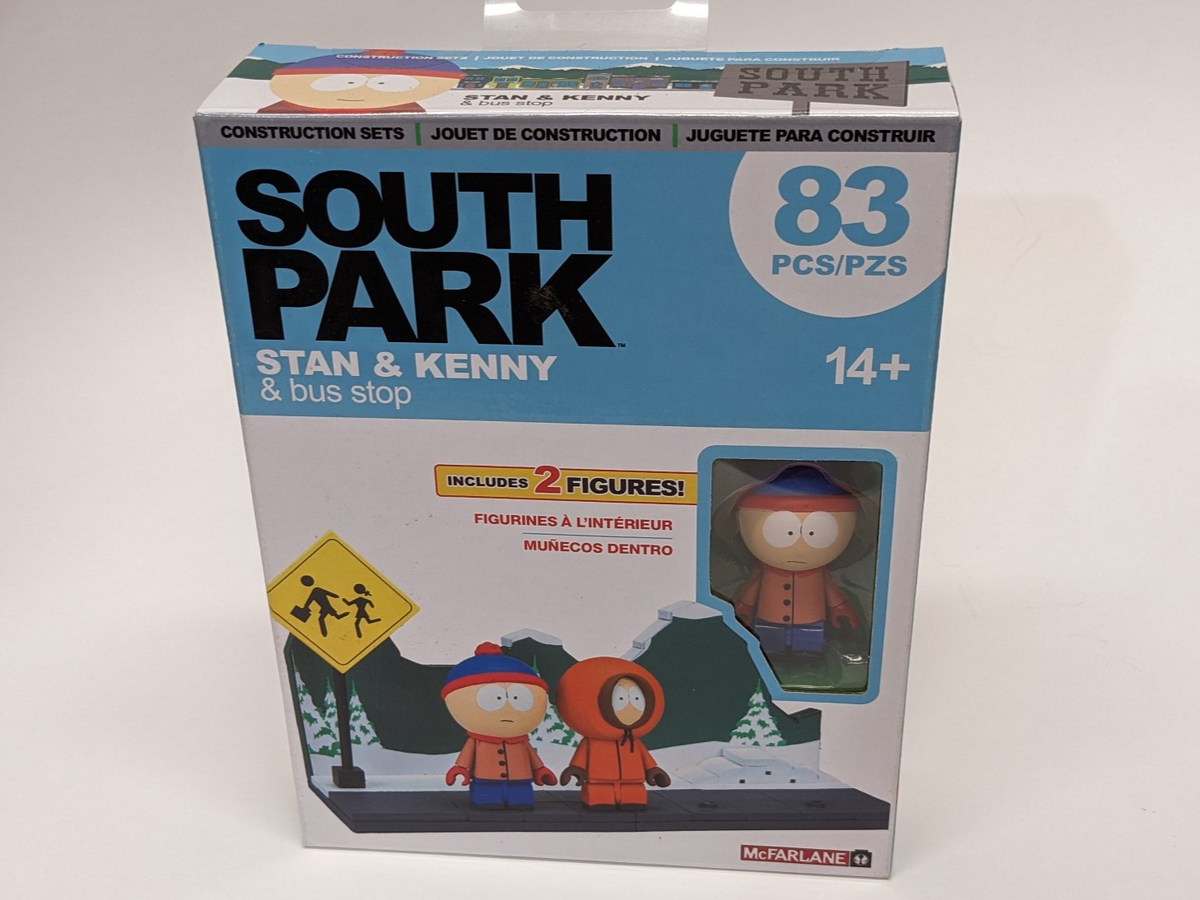 CONSTRUCTION SETS | JOUET DE CONSTRUCTION | JUGUETE PARA CONSTRUIR
STAN & KENNY
& bus stop
SOUTH
PARK
CONSTRUCTION SETS | JOUET DE CONSTRUCTION | JUGUETE PARA CONSTRUIR
SOUTH
PARK™
83
PCS/PZS
STAN & KENNY
& bus stop
14+
INCLUDES 2 FIGURES!
FIGURINES À L'INTÉRIEUR
MUÑECOS DENTRO
McFARLANE